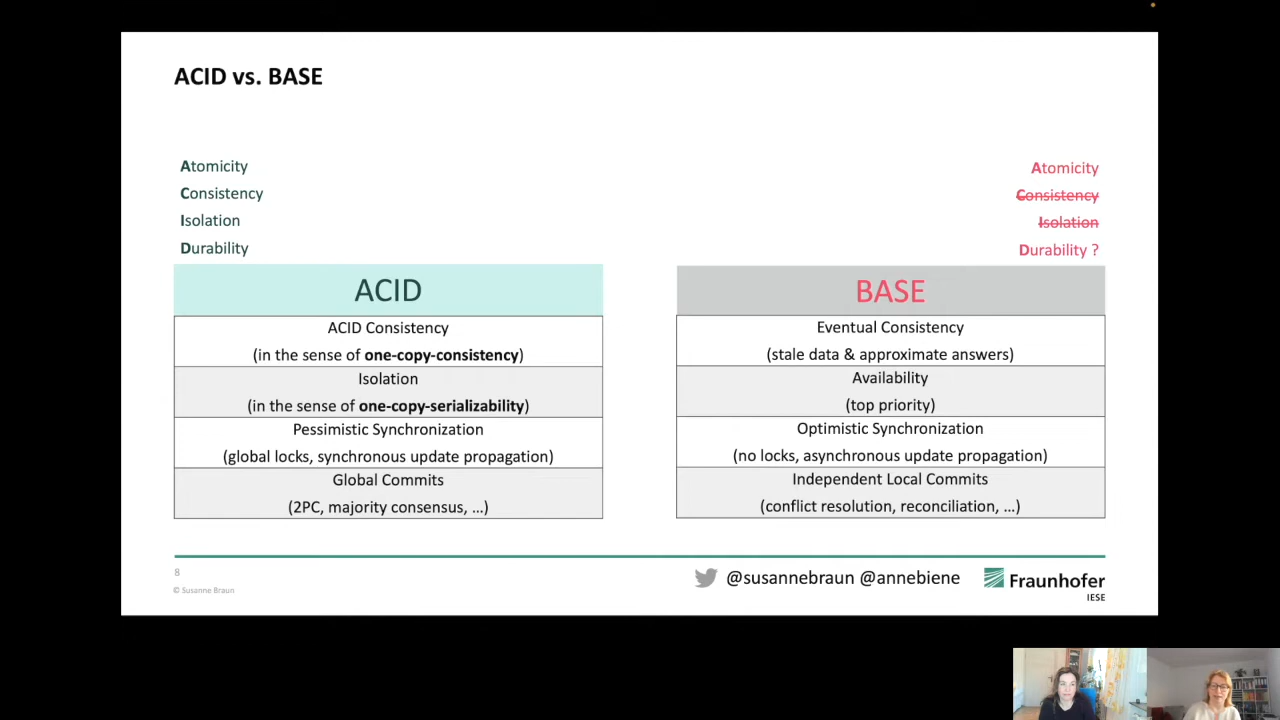 ACID vs. BASE
Atomicity
Consistency
Isolation
Durability
Atomicity
Consistency
Isolation
Durability ?
ACID
ACID Consistency
(in the sense of one-copy-consistency)
Isolation
(in the sense of one-copy-serializability)
Pessimistic Synchronization
(global locks, synchronous update propagation)
Global Commits
(2PC, majority consensus, ...)
BASE
Eventual Consistency
(stale data & approximate answers)
Availability
(top priority)
Optimistic Synchronization
(no locks, asynchronous update propagation)
Independent Local Commits
(conflict resolution, reconciliation, ...)
8
© Susanne Braun
@susannebraun @annebiene
Fraunhofer
IESE